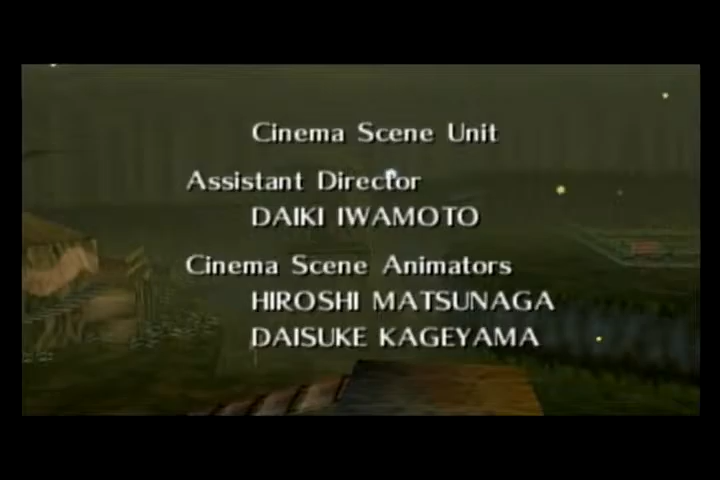 Cinema Scene Unit
Assistant Director
DAIKI IWAMOTO
Cinema Scene Animators
HIROSHI MATSUNAGA
DAISUKE KAGEYAMA